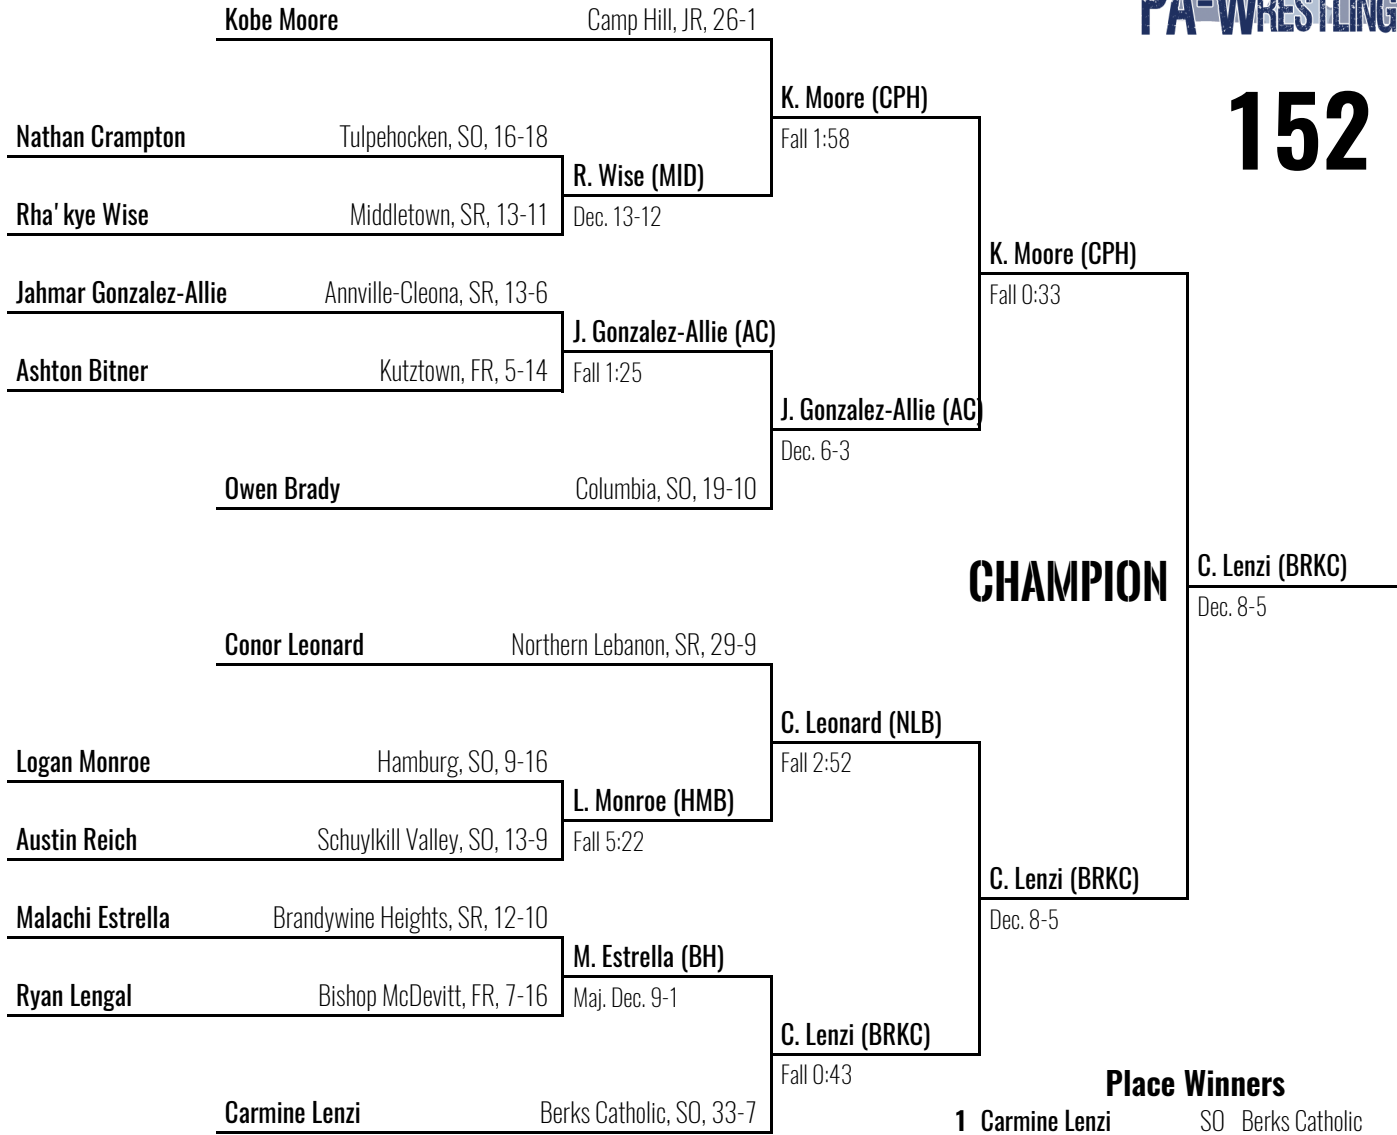 PA-WRESTLING
152
Kobe Moore Camp Hill, JR, 26-1
K. Moore (CPH)
Fall 1:58
Nathan Crampton Tulpehocken, SO, 16-18
R. Wise (MID)
Dec. 13-12
Rha'kye Wise Middletown, SR, 13-11
K. Moore (CPH)
Fall 0:33
Jahmar Gonzalez-Allie Annville-Cleona, SR, 13-6
J. Gonzalez-Allie (AC)
Fall 1:25
Ashton Bitner Kutztown, FR, 5-14
J. Gonzalez-Allie (AC)
Dec. 6-3
Owen Brady Columbia, SO, 19-10
CHAMPION
C. Lenzi (BRKC)
Dec. 8-5
Conor Leonard Northern Lebanon, SR, 29-9
C. Leonard (NLB)
Fall 2:52
Logan Monroe Hamburg, SO, 9-16
L. Monroe (HMB)
Fall 5:22
Austin Reich Schuylkill Valley, SO, 13-9
C. Lenzi (BRKC)
Dec. 8-5
Malachi Estrella Brandywine Heights, SR, 12-10
M. Estrella (BH)
Maj. Dec. 9-1
Ryan Lengal Bishop McDevitt, FR, 7-16
C. Lenzi (BRKC)
Fall 0:43
Carmine Lenzi Berks Catholic, SO, 33-7
Place Winners
1 Carmine Lenzi SO Berks Catholic